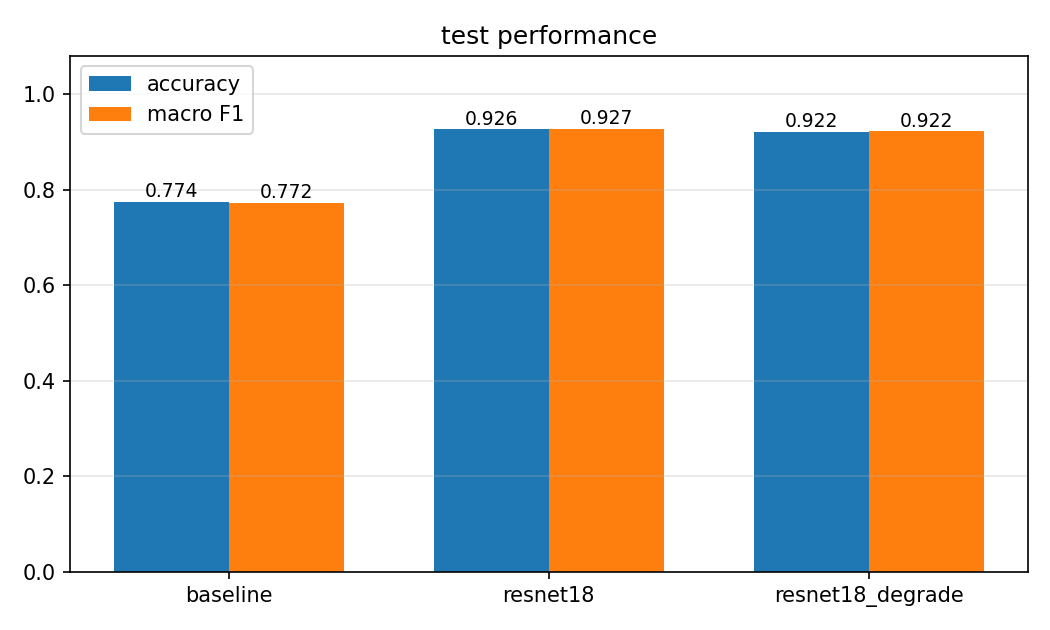 test performance
accuracy
macro F1
1.0
0.8
0.6
0.4
0.2
0.0
0.774
0.772
0.926
0.927
0.922
0.922
baseline
resnet18
resnet18_degrade